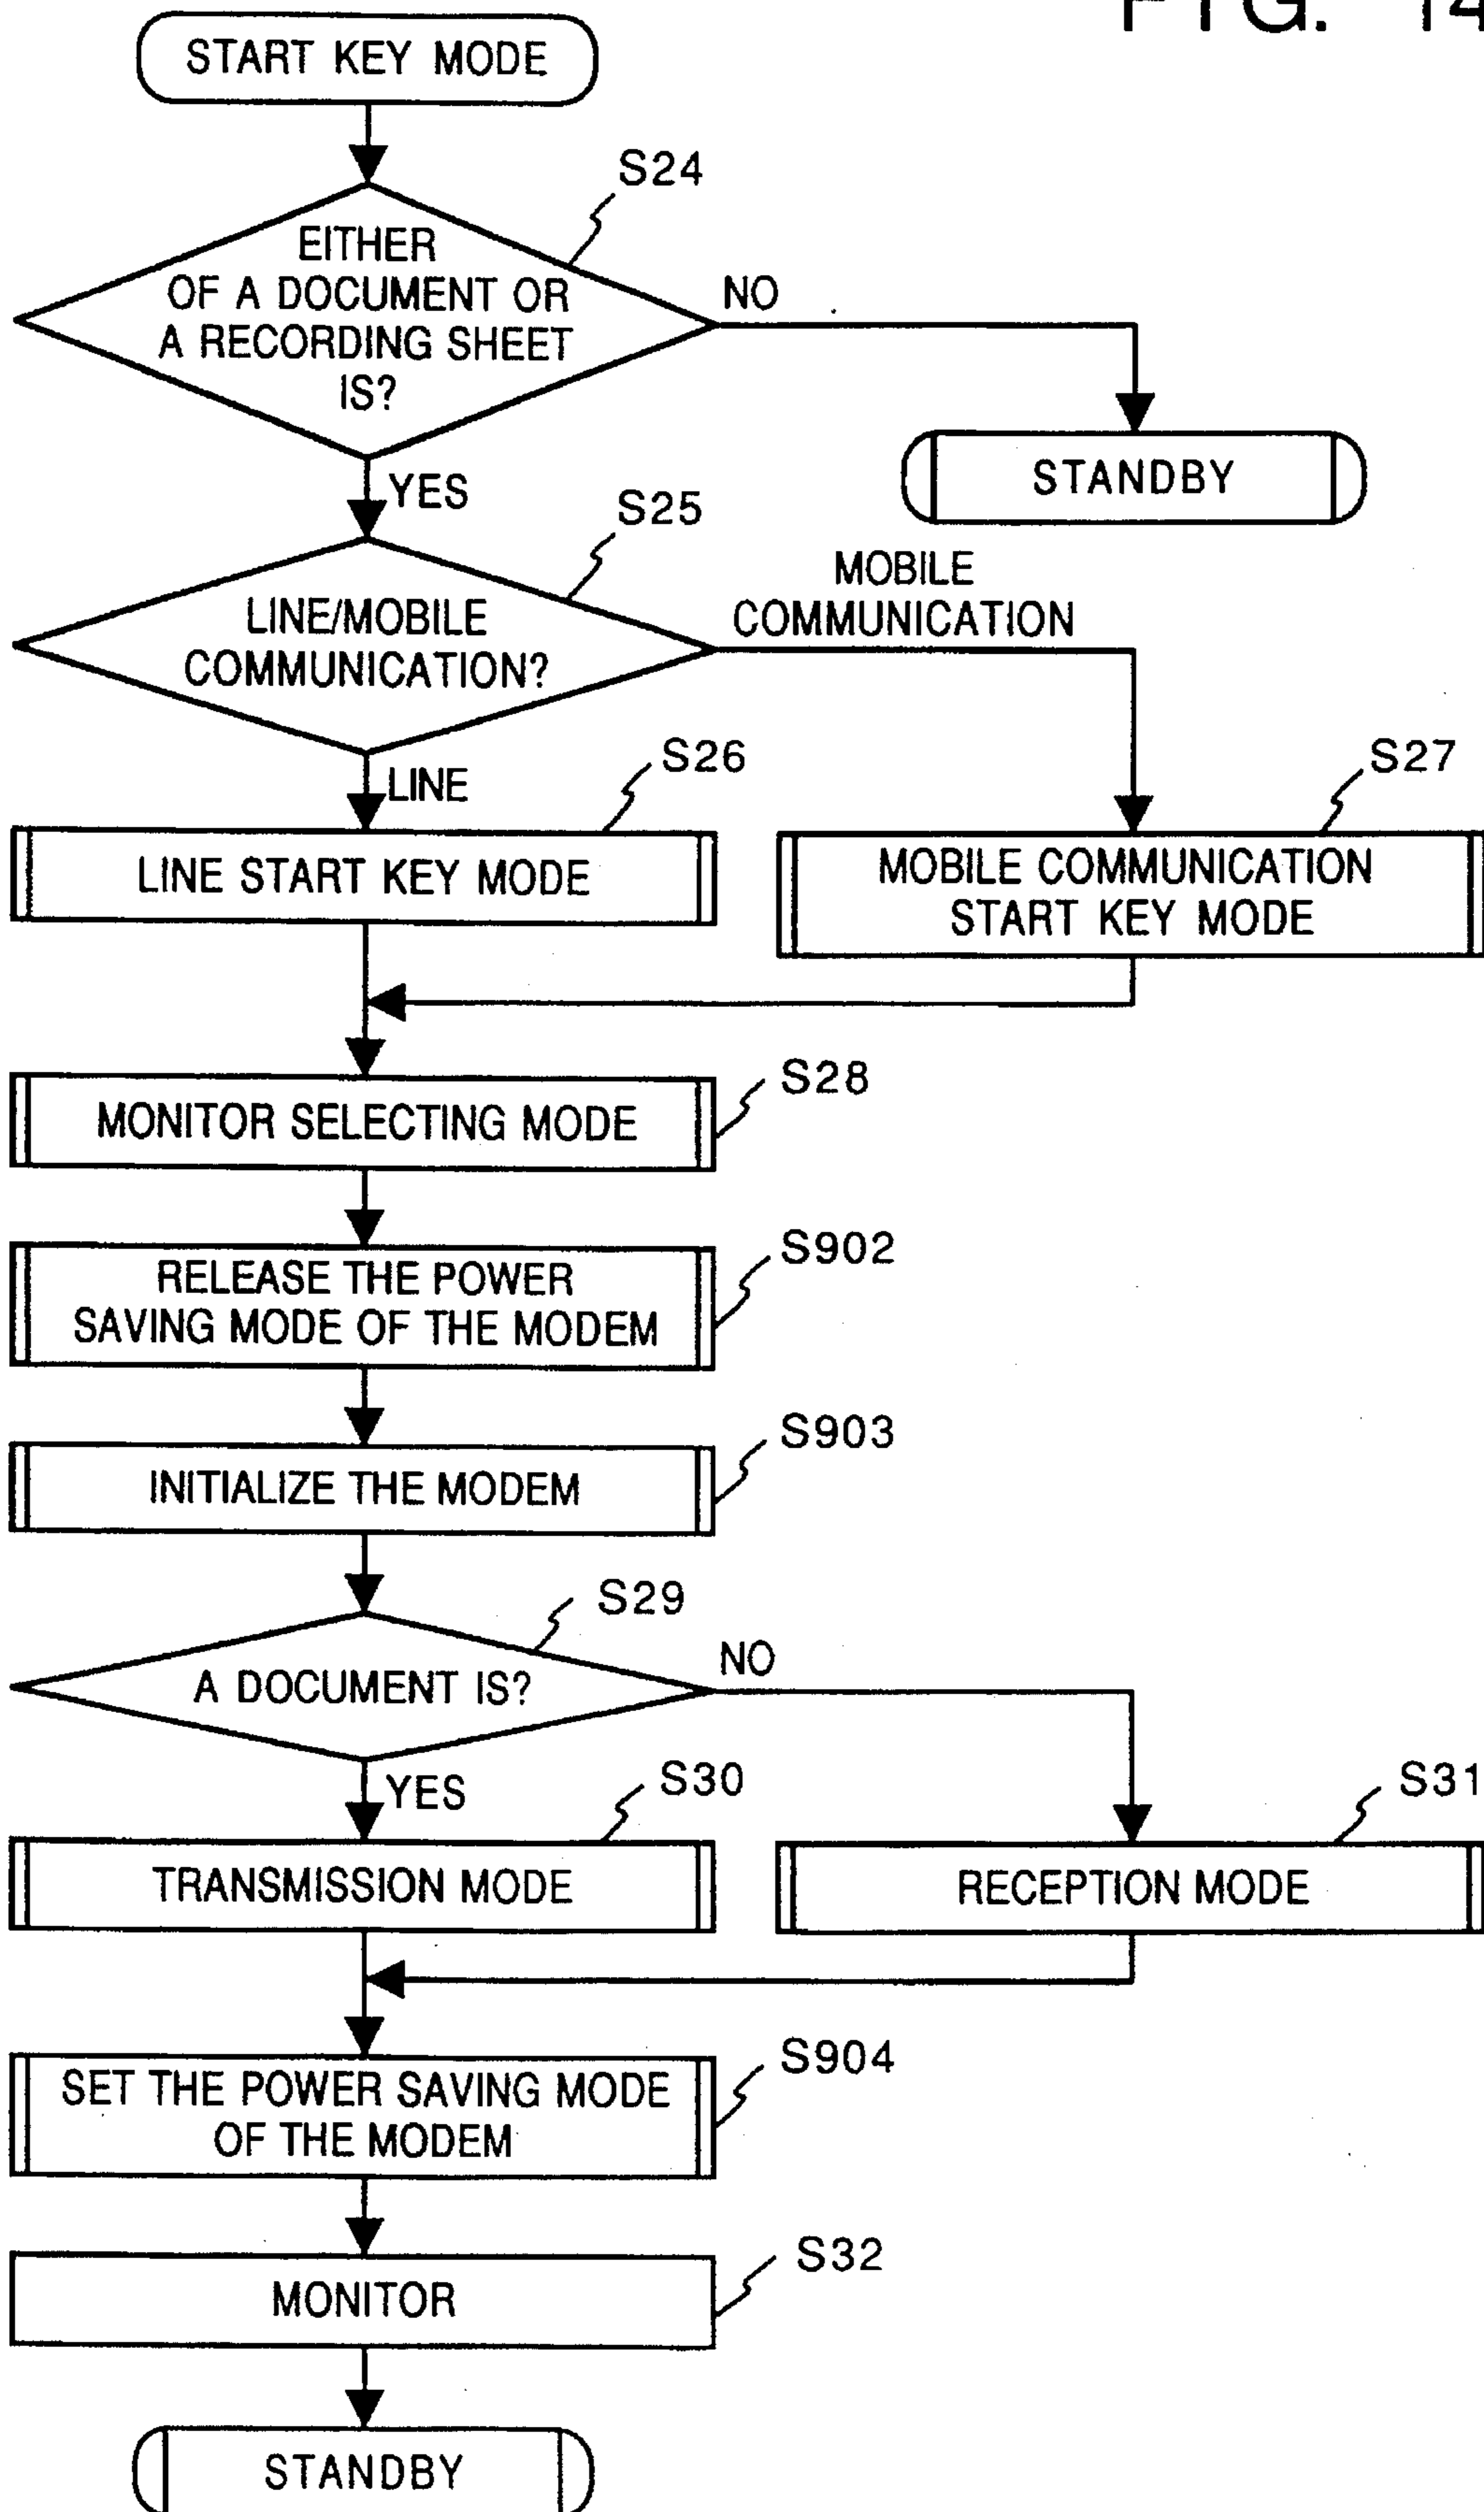 FIG. 14
START KEY MODE
S24
EITHER
OF A DOCUMENT OR
A RECORDING SHEET
IS?
NO
STANDBY
YES
S25
LINE/MOBILE
COMMUNICATION?
MOBILE
COMMUNICATION
LINE
S26
LINE START KEY MODE
S27
MOBILE COMMUNICATION
START KEY MODE
S28
MONITOR SELECTING MODE
S902
RELEASE THE POWER
SAVING MODE OF THE MODEM
S903
INITIALIZE THE MODEM
S29
A DOCUMENT IS?
NO
YES
S30
TRANSMISSION MODE
S31
RECEPTION MODE
S904
SET THE POWER SAVING MODE
OF THE MODEM
S32
MONITOR
STANDBY